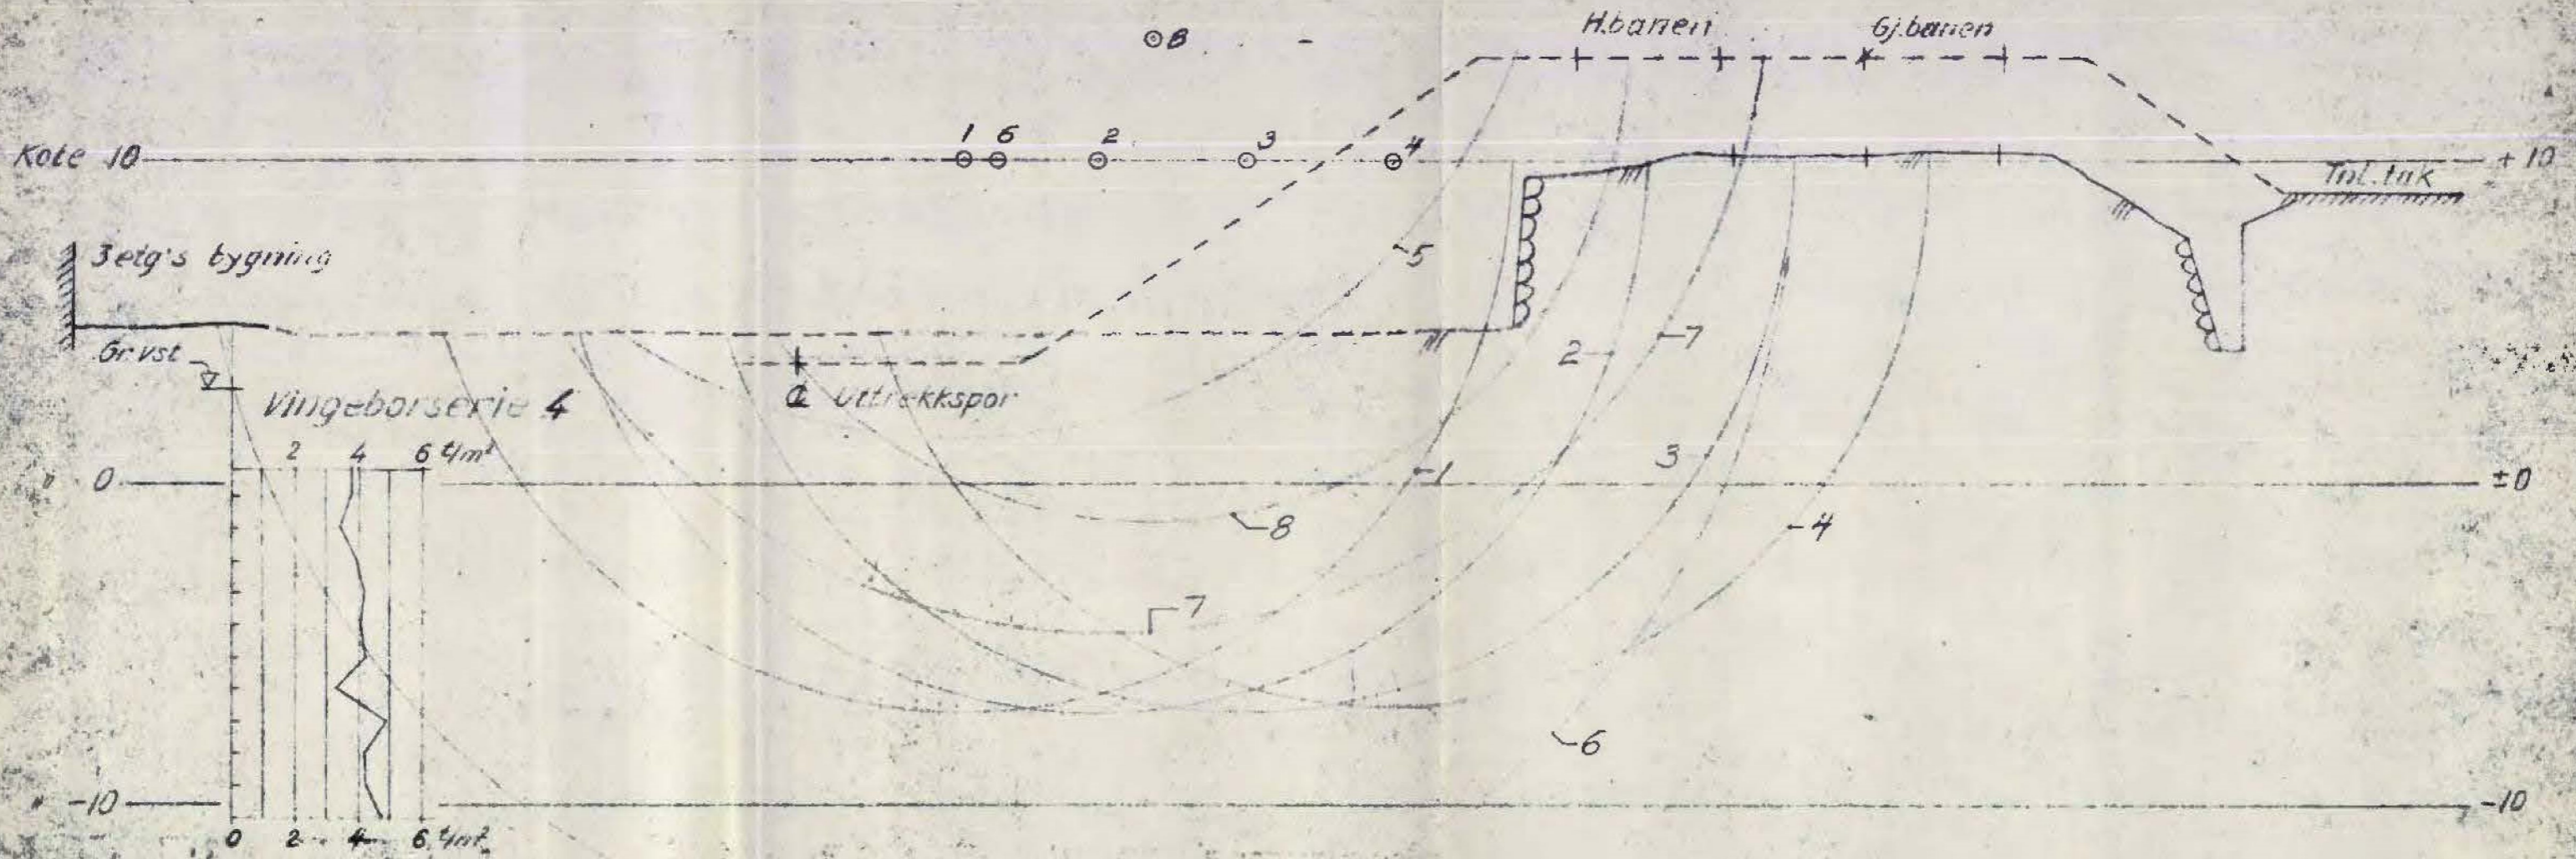 H.banen
Gj.banen
8
1 6 2 3 4
Kote 10
+10
Tnl.tak
5
3 etg's bygning
Gr.vst
2
7
Vingeborserie 4
℄ Uttrekkspor
2 4 6 t/m²
3
1
0
±0
8
4
7
6
" -10
-10
0 2 4 6 t/m²